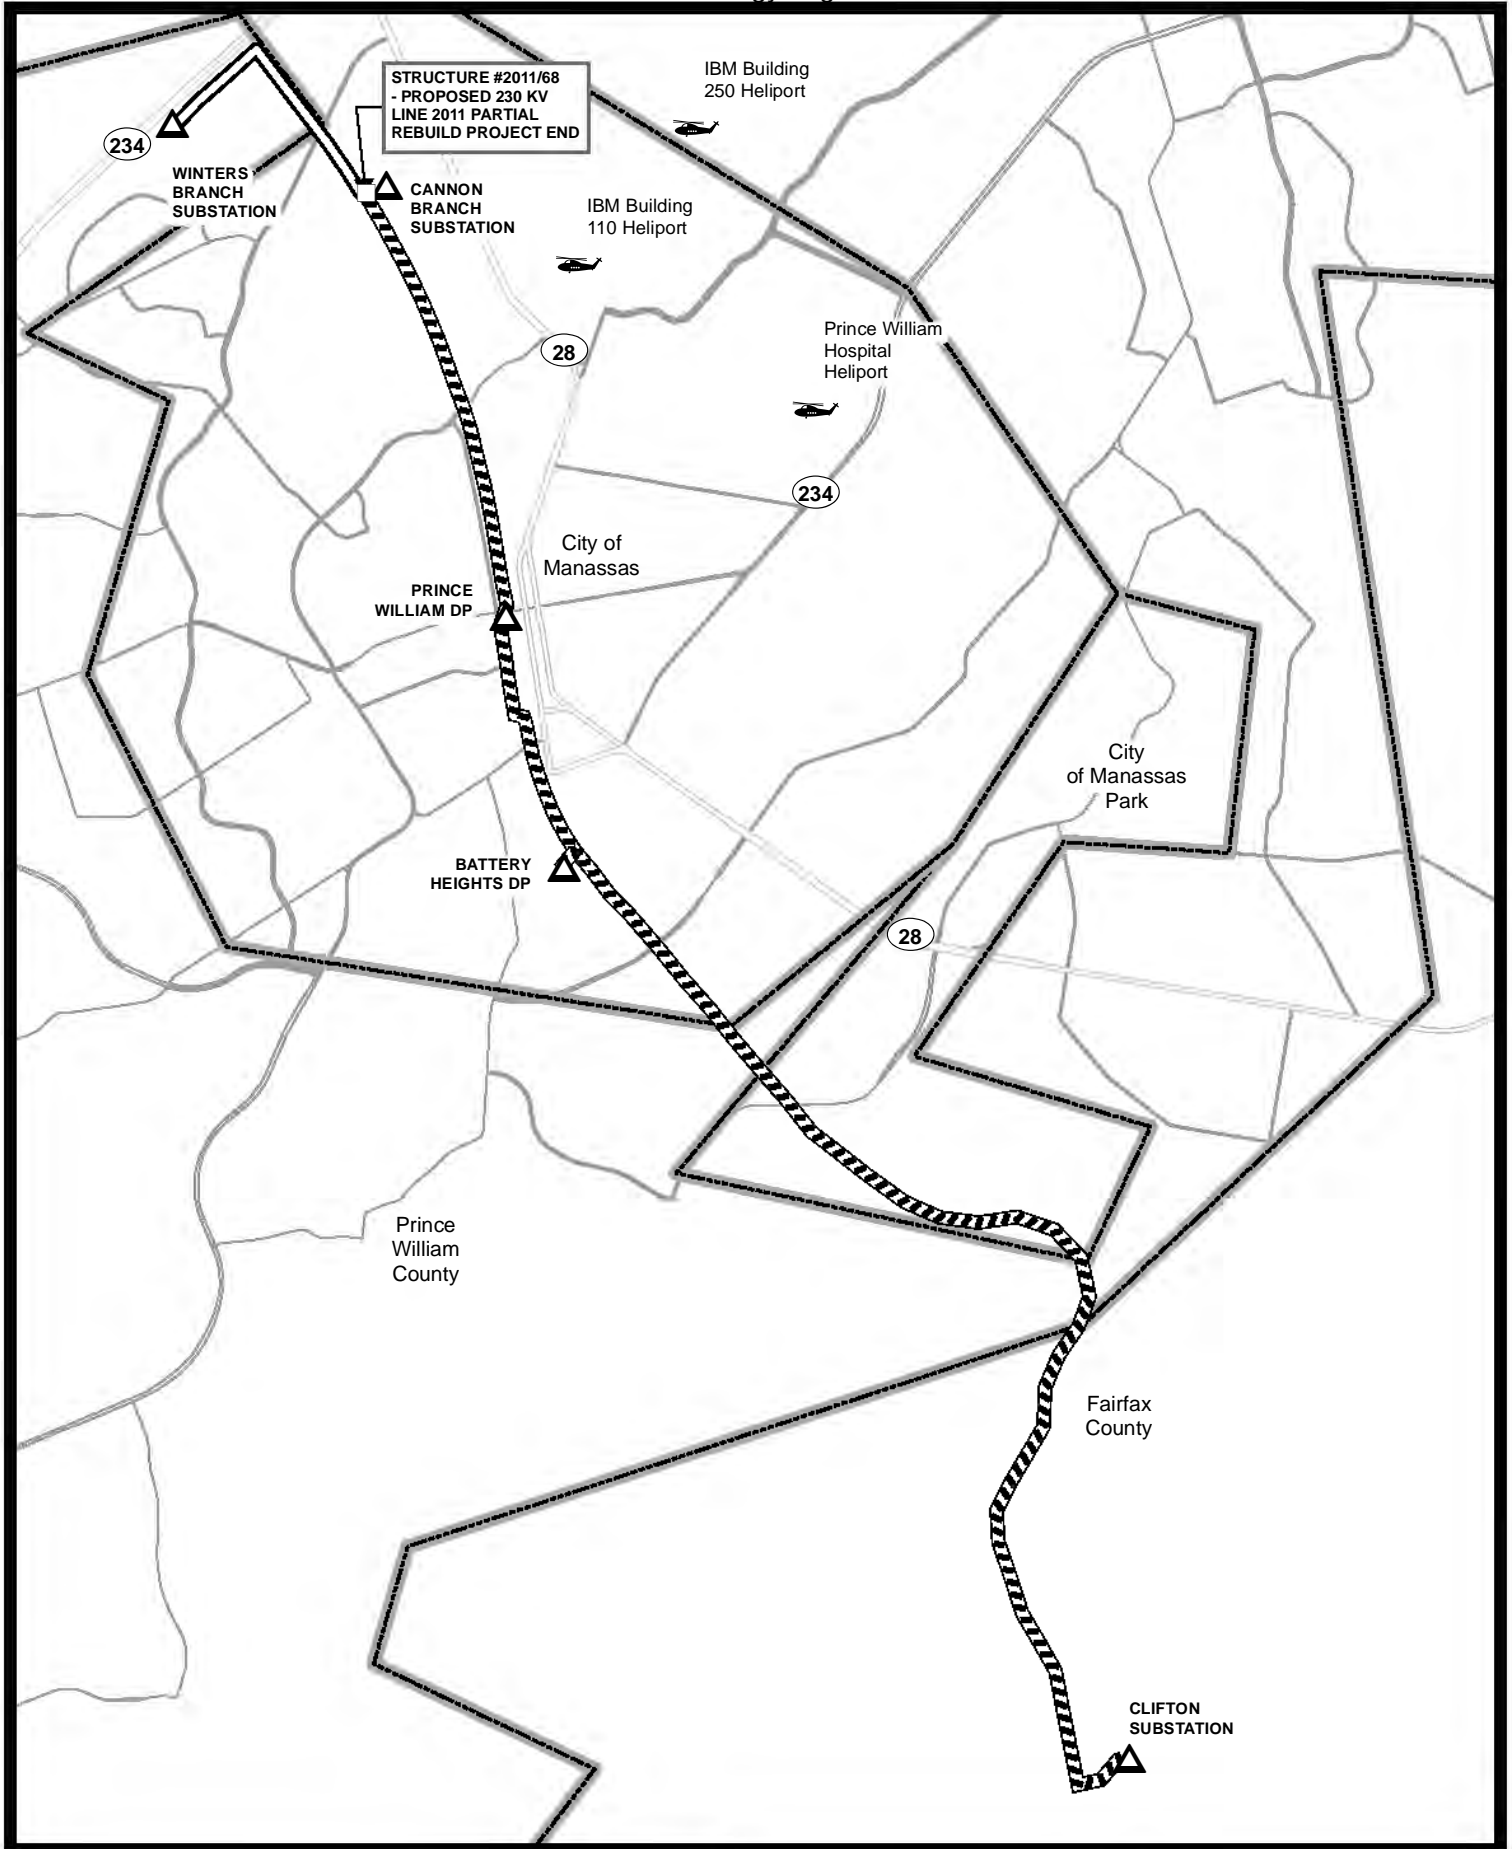 IBM Building
250 Heliport
STRUCTURE #2011/68
- PROPOSED 230 KV
LINE 2011 PARTIAL
REBUILD PROJECT END
234
WINTERS
BRANCH
SUBSTATION
CANNON
BRANCH
SUBSTATION
IBM Building
110 Heliport
28
Prince William
Hospital
Heliport
234
City of
Manassas
PRINCE
WILLIAM DP
City
of Manassas
Park
BATTERY
HEIGHTS DP
28
Prince
William
County
Fairfax
County
CLIFTON
SUBSTATION